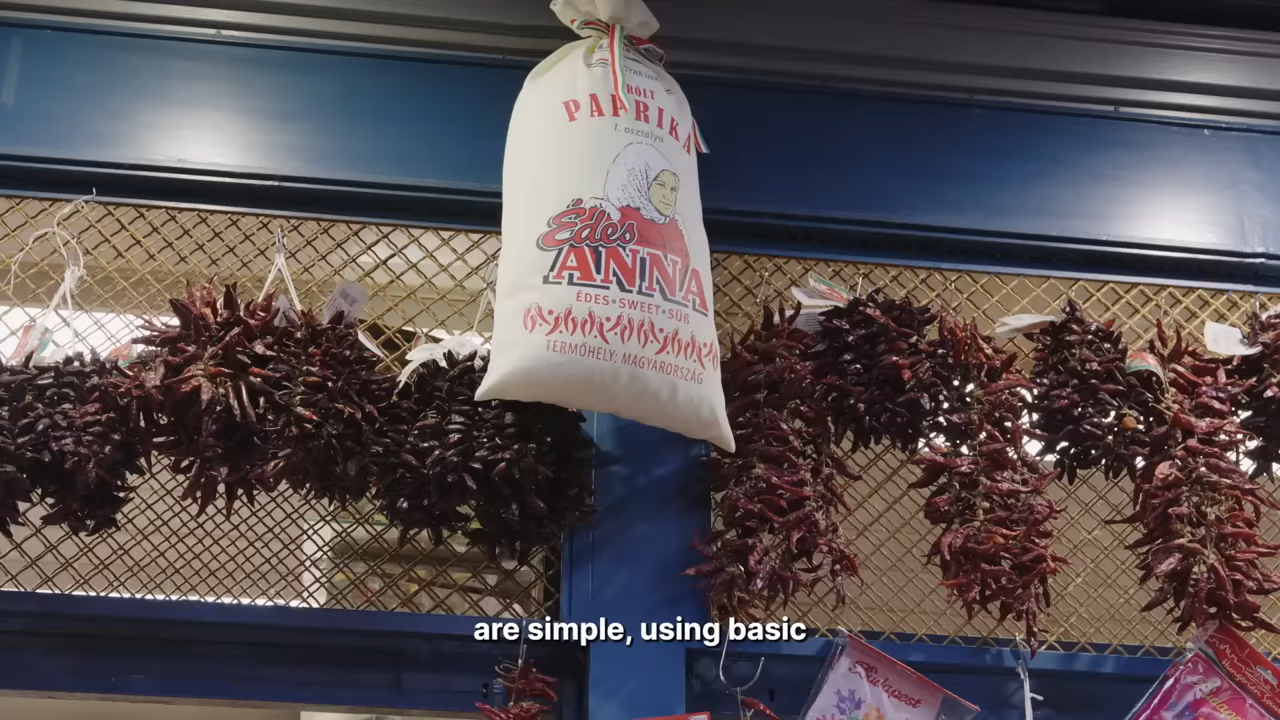 RÖLT
PAPRIKA
I. osztályú
Édes
ANNA
ÉDES • SWEET • SÜß
TERMŐHELY: MAGYARORSZÁG
are simple, using basic
Budapest